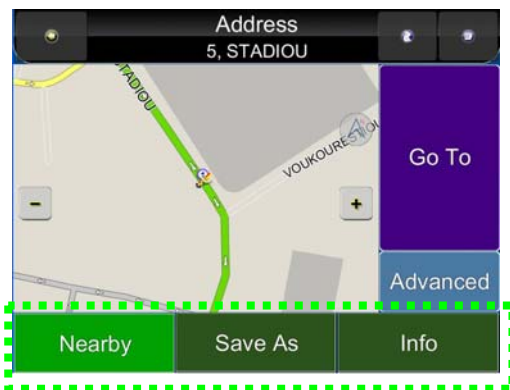 Address
5, STADIOU
STADIOU
VOUKOURESTIOU
Go To
-
+
Advanced
Nearby
Save As
Info